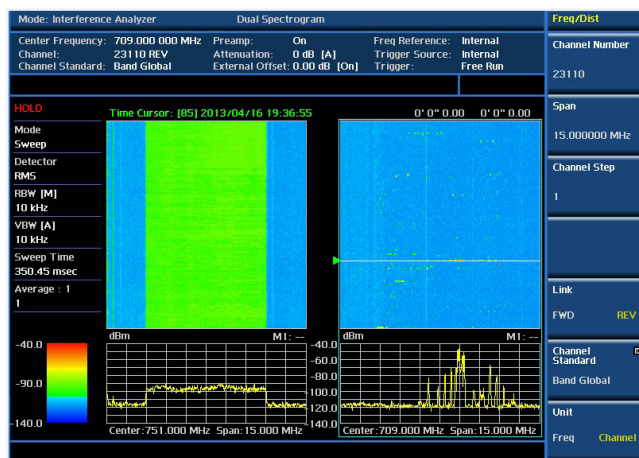 Mode: Interference Analyzer Dual Spectrogram
Center Frequency: 709.000 000 MHz Preamp: On Freq Reference: Internal
Channel: 23110 REV Attenuation: 0 dB [A] Trigger Source: Internal
Channel Standard: Band Global External Offset: 0.00 dB [On] Trigger: Free Run
HOLD
Time Cursor: [85] 2013/04/16 19:36:55 0' 0" 0.00 0' 0" 0.00
Mode
Sweep
Detector
RMS
RBW [M]
10 kHz
VBW [A]
10 kHz
Sweep Time
350.45 msec
Average : 1
1
-40.0
-90.0
-140.0
dBm M1: --
-40.0
-60.0
-80.0
-100.0
-120.0
-140.0
Center:751.000 MHz Span:15.000 MHz
dBm M1: --
Center:709.000 MHz Span:15.000 MHz
Freq/Dist
Channel Number
23110
Span
15.000000 MHz
Channel Step
1
Link
FWD REV
Channel
Standard
Band Global
Unit
Freq Channel